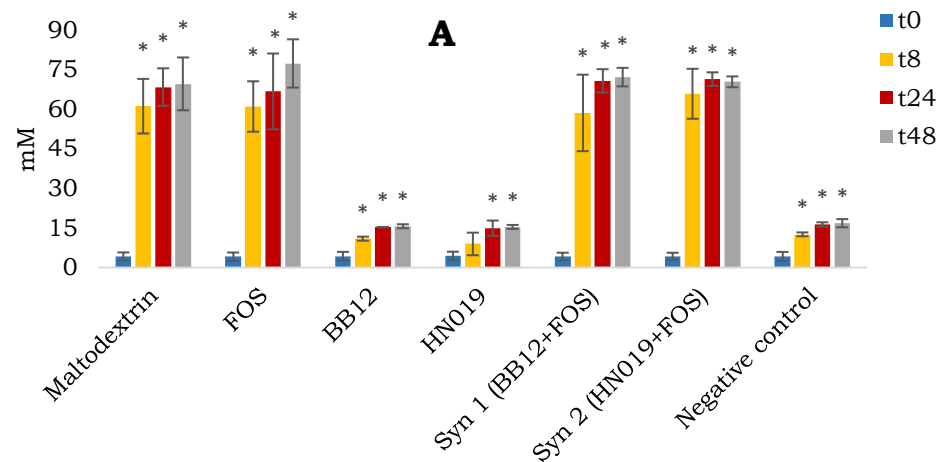 A
mM
90
75
60
45
30
15
0
* * *
* * *
* * *
* *
* * *
* * *
* * *
Maltodextrin
FOS
BB12
HN019
Syn 1 (BB12+FOS)
Syn 2 (HN019+FOS)
Negative control
t0
t8
t24
t48